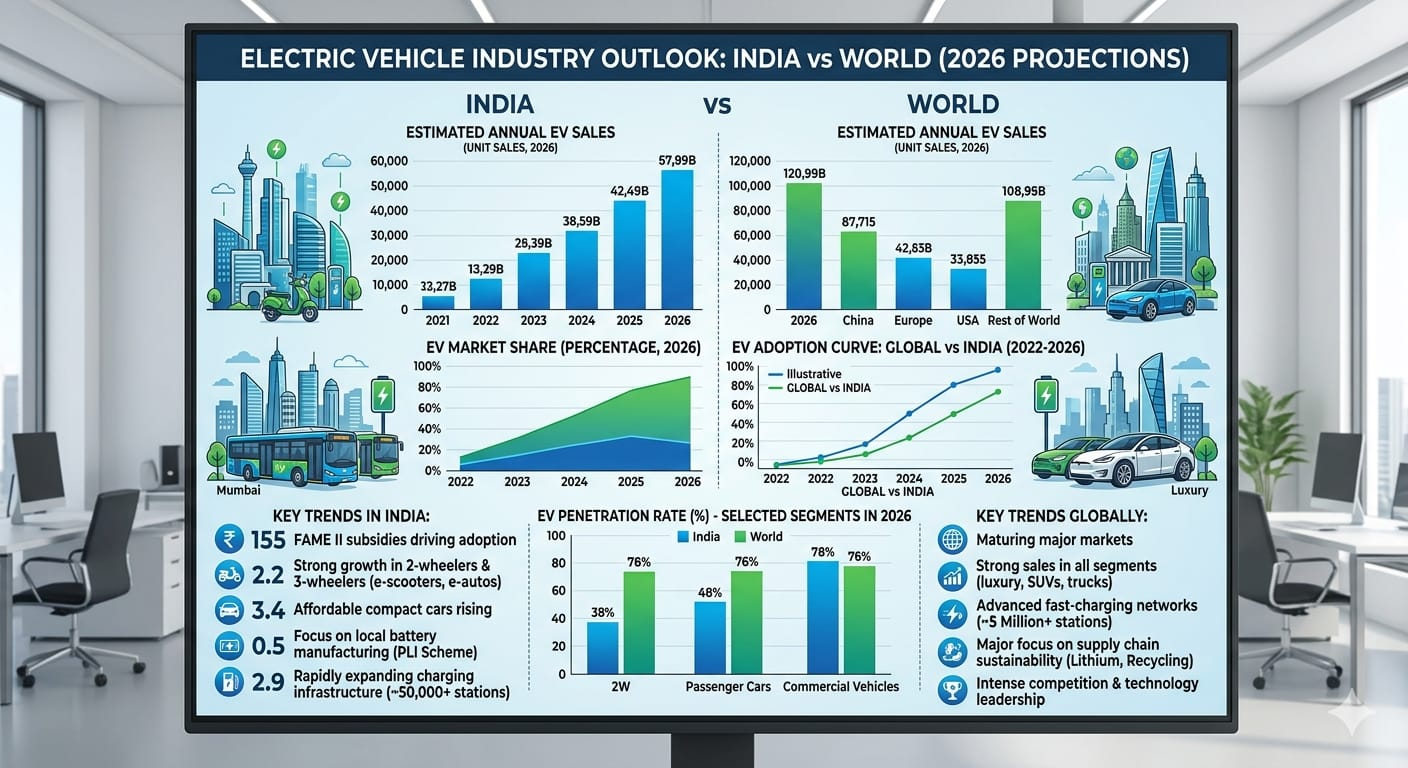 ELECTRIC VEHICLE INDUSTRY OUTLOOK: INDIA vs WORLD (2026 PROJECTIONS)
INDIA
VS
WORLD
ESTIMATED ANNUAL EV SALES
(UNIT SALES, 2026)
60,000
50,000
40,000
30,000
20,000
10,000
0
33,27B
13,29B
28,39B
38,59B
42,49B
57,99B
2021 2022 2023 2024 2025 2026
ESTIMATED ANNUAL EV SALES
(UNIT SALES, 2026)
120,000
100,000
80,000
60,000
40,000
20,000
0
120,99B
87,715
42,83B
33,855
108,95B
2026 China Europe USA Rest of World
EV MARKET SHARE (PERCENTAGE, 2026)
100%
80%
60%
40%
20%
0%
2022 2023 2024 2025 2026
Mumbai
EV ADOPTION CURVE: GLOBAL vs INDIA (2022-2026)
Illustrative
GLOBAL vs INDIA
100%
80%
60%
40%
20%
0%
2022 2022 2023 2024 2025 2026
GLOBAL vs INDIA
Luxury
KEY TRENDS IN INDIA:
₹ 155 FAME II subsidies driving adoption
2.2 Strong growth in 2-wheelers &
3-wheelers (e-scooters, e-autos)
3.4 Affordable compact cars rising
0.5 Focus on local battery
manufacturing (PLI Scheme)
2.9 Rapidly expanding charging
infrastructure (~50,000+ stations)
EV PENETRATION RATE (%) - SELECTED SEGMENTS IN 2026
India World
100
80
60
40
20
0
38% 76%
48% 76%
78% 76%
2W Passenger Cars Commercial Vehicles
KEY TRENDS GLOBALLY:
Maturing major markets
Strong sales in all segments
(luxury, SUVs, trucks)
Advanced fast-charging networks
(~5 Million+ stations)
Major focus on supply chain
sustainability (Lithium, Recycling)
Intense competition & technology
leadership